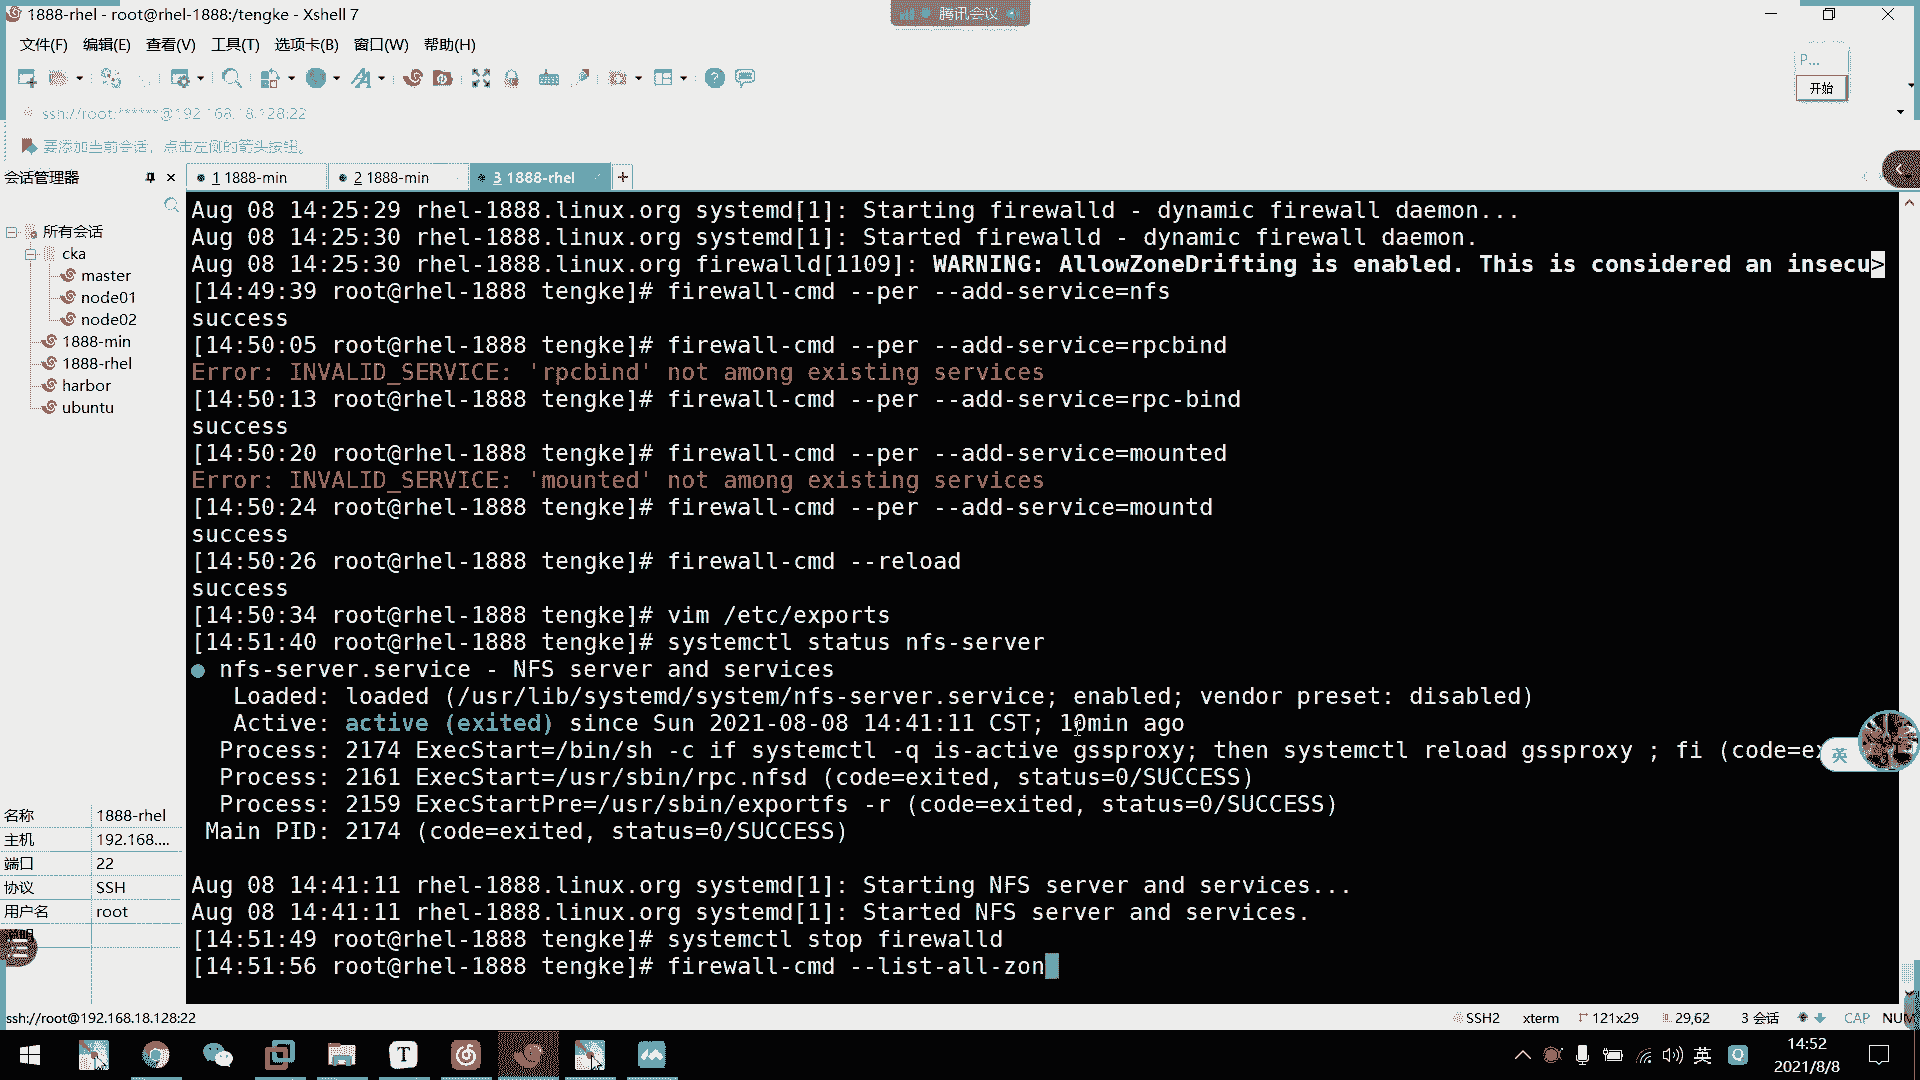 1888-rhel - root@rhel-1888:/tengke - Xshell 7
腾讯会议
文件(F) 编辑(E) 查看(V) 工具(T) 选项卡(B) 窗口(W) 帮助(H)
P...
开始
ssh://root:******@192.168.18.128:22
要添加当前会话，点击左侧的箭头按钮。
会话管理器
1 1888-min
2 1888-min
3 1888-rhel
所有会话
cka
master
node01
node02
1888-min
1888-rhel
harbor
ubuntu
Aug 08 14:25:29 rhel-1888.linux.org systemd[1]: Starting firewalld - dynamic firewall daemon...
Aug 08 14:25:30 rhel-1888.linux.org systemd[1]: Started firewalld - dynamic firewall daemon.
Aug 08 14:25:30 rhel-1888.linux.org firewalld[1109]: WARNING: AllowZoneDrifting is enabled. This is considered an insecu>
[14:49:39 root@rhel-1888 tengke]# firewall-cmd --per --add-service=nfs
success
[14:50:05 root@rhel-1888 tengke]# firewall-cmd --per --add-service=rpcbind
Error: INVALID_SERVICE: 'rpcbind' not among existing services
[14:50:13 root@rhel-1888 tengke]# firewall-cmd --per --add-service=rpc-bind
success
[14:50:20 root@rhel-1888 tengke]# firewall-cmd --per --add-service=mounted
Error: INVALID_SERVICE: 'mounted' not among existing services
[14:50:24 root@rhel-1888 tengke]# firewall-cmd --per --add-service=mountd
success
[14:50:26 root@rhel-1888 tengke]# firewall-cmd --reload
success
[14:50:34 root@rhel-1888 tengke]# vim /etc/exports
[14:51:40 root@rhel-1888 tengke]# systemctl status nfs-server
● nfs-server.service - NFS server and services
Loaded: loaded (/usr/lib/systemd/system/nfs-server.service; enabled; vendor preset: disabled)
Active: active (exited) since Sun 2021-08-08 14:41:11 CST; 10min ago
Process: 2174 ExecStart=/bin/sh -c if systemctl -q is-active gssproxy; then systemctl reload gssproxy ; fi (code=ex
Process: 2161 ExecStart=/usr/sbin/rpc.nfsd (code=exited, status=0/SUCCESS)
Process: 2159 ExecStartPre=/usr/sbin/exportfs -r (code=exited, status=0/SUCCESS)
Main PID: 2174 (code=exited, status=0/SUCCESS)
Aug 08 14:41:11 rhel-1888.linux.org systemd[1]: Starting NFS server and services...
Aug 08 14:41:11 rhel-1888.linux.org systemd[1]: Started NFS server and services.
[14:51:49 root@rhel-1888 tengke]# systemctl stop firewalld
[14:51:56 root@rhel-1888 tengke]# firewall-cmd --list-all-zon
英
名称 1888-rhel
主机 192.168....
端口 22
协议 SSH
用户名 root
说明
ssh://root@192.168.18.128:22
SSH2 xterm 121x29 29,62 3 会话 CAP NUM
英
14:52
2021/8/8